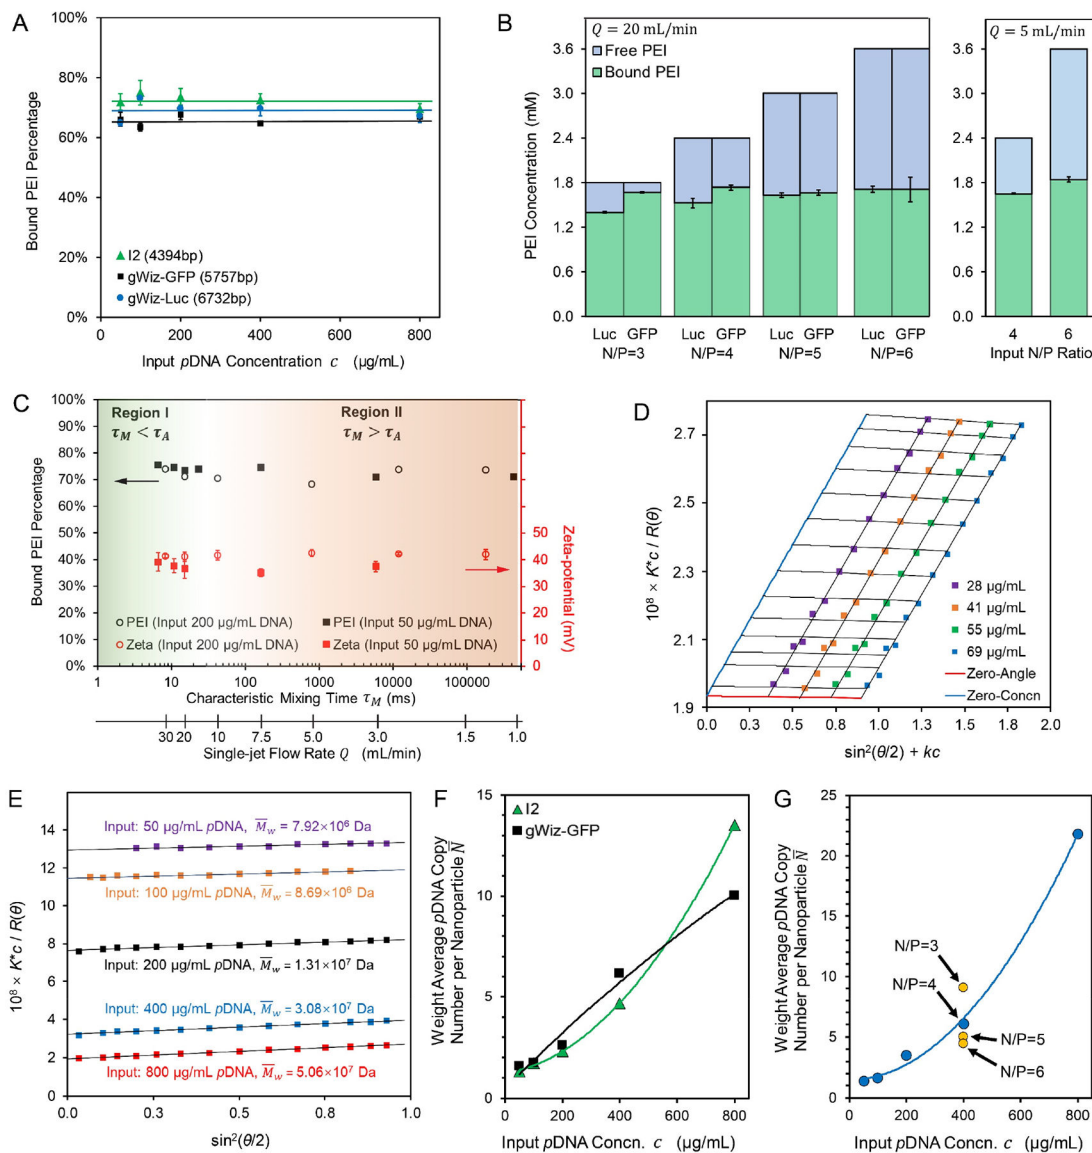 A
Bound PEI Percentage
100%
80%
60%
40%
20%
0%
I2 (4394bp)
gWiz-GFP (5757bp)
gWiz-Luc (6732bp)
0 200 400 600 800
Input pDNA Concentration c (µg/mL)
B
PEI Concentration (mM)
Q = 20 mL/min
Free PEI
Bound PEI
3.6
3.0
2.4
1.8
1.2
0.6
0.0
Luc GFP Luc GFP Luc GFP Luc GFP
N/P=3 N/P=4 N/P=5 N/P=6
Q = 5 mL/min
3.6
3.0
2.4
1.8
1.2
0.6
0.0
4 6
Input N/P Ratio
C
Bound PEI Percentage
100%
90%
80%
70%
60%
50%
40%
30%
20%
10%
0%
Region I
τM < τA
Region II
τM > τA
50
40
30
20
10
0
Zeta-potential
(mV)
PEI (Input 200 µg/mL DNA)
PEI (Input 50 µg/mL DNA)
Zeta (Input 200 µg/mL DNA)
Zeta (Input 50 µg/mL DNA)
1 10 100 1000 10000 100000
Characteristic Mixing Time τM (ms)
30 20 10 7.5 5.0 3.0 1.5 1.0
Single-jet Flow Rate Q (mL/min)
D
10⁸ × K*c / R(θ)
2.7
2.5
2.3
2.1
1.9
28 µg/mL
41 µg/mL
55 µg/mL
69 µg/mL
Zero-Angle
Zero-Concn
0.0 0.3 0.5 0.8 1.0 1.3 1.5 1.8 2.0
sin²(θ/2) + kc
E
10⁸ × K*c / R(θ)
14
12
10
8
6
4
2
0
Input: 50 µg/mL pDNA, M̅w = 7.92×10⁶ Da
Input: 100 µg/mL pDNA, M̅w = 8.69×10⁶ Da
Input: 200 µg/mL pDNA, M̅w = 1.31×10⁷ Da
Input: 400 µg/mL pDNA, M̅w = 3.08×10⁷ Da
Input: 800 µg/mL pDNA, M̅w = 5.06×10⁷ Da
0.0 0.3 0.5 0.8 1.0
sin²(θ/2)
F
Weight Average pDNA Copy
Number per Nanoparticle N̅
15
10
5
0
I2
gWiz-GFP
0 200 400 600 800
Input pDNA Concn. c (µg/mL)
G
Weight Average pDNA Copy
Number per Nanoparticle N̅
25
20
15
10
5
0
N/P=3
N/P=4
N/P=5
N/P=6
0 200 400 600 800
Input pDNA Concn. c (µg/mL)